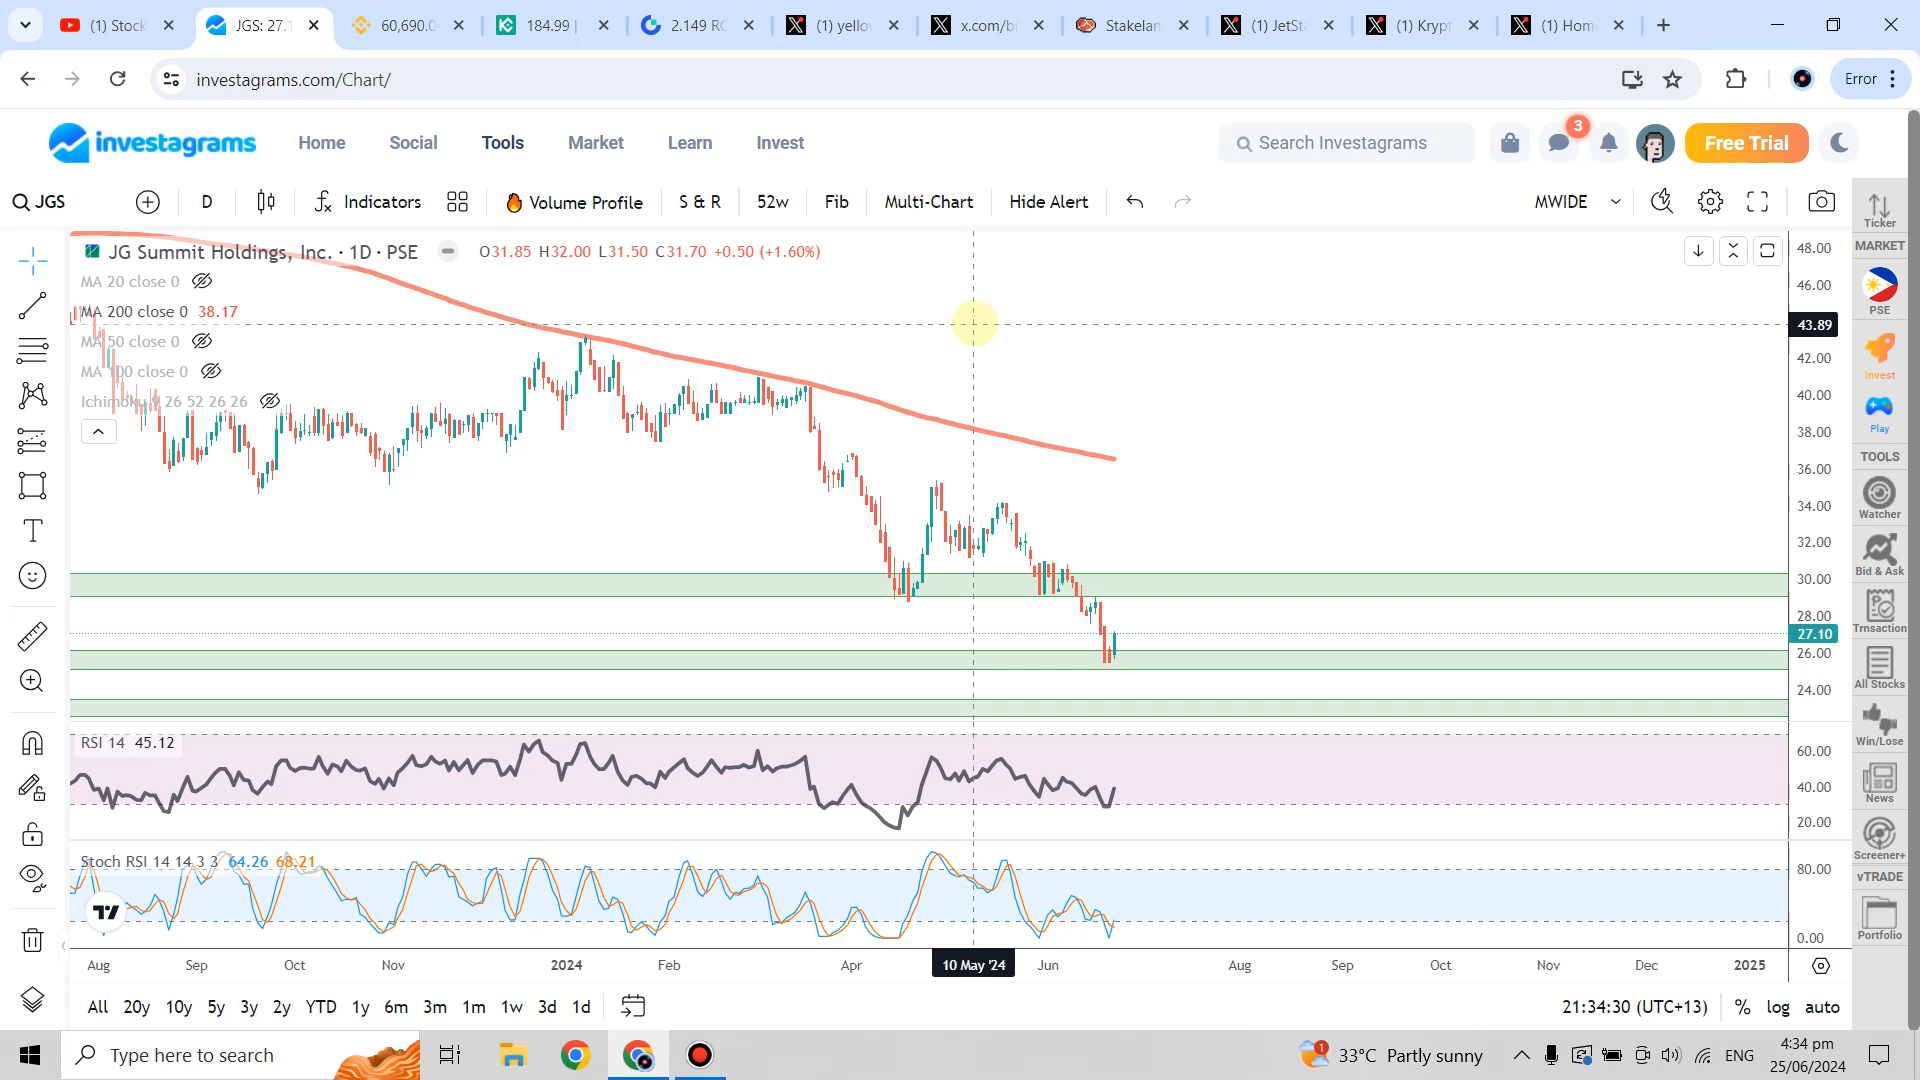 (1) Stock
JGS: 27.1
60,690.0
184.99 |
2.149 RO
(1) yello
x.com/bi
Stakelan
(1) JetSta
(1) Krypt
(1) Home
investagrams.com/Chart/
Error
investagrams
Home
Social
Tools
Market
Learn
Invest
Search Investagrams
3
Free Trial
JGS
D
Indicators
Volume Profile
S & R
52w
Fib
Multi-Chart
Hide Alert
MWIDE
JG Summit Holdings, Inc. · 1D · PSE
O31.85 H32.00 L31.50 C31.70 +0.50 (+1.60%)
MA 20 close 0
MA 200 close 0 38.17
MA 50 close 0
MA 100 close 0
Ichimoku 9 26 52 26 26
48.00
46.00
43.89
42.00
40.00
38.00
36.00
34.00
32.00
30.00
28.00
27.10
26.00
24.00
RSI 14 45.12
60.00
40.00
20.00
Stoch RSI 14 14 3 3 64.26 68.21
80.00
0.00
Aug
Sep
Oct
Nov
2024
Feb
Apr
10 May '24
Jun
Aug
Sep
Oct
Nov
Dec
2025
All 20y 10y 5y 3y 2y YTD 1y 6m 3m 1m 1w 3d 1d
21:34:30 (UTC+13)
%
log
auto
Ticker
MARKET
PSE
Invest
Play
TOOLS
Watcher
Bid & Ask
Trnsaction
All Stocks
Win/Lose
News
Screener+
vTRADE
Portfolio
Type here to search
1
33°C Partly sunny
ENG
4:34 pm
25/06/2024